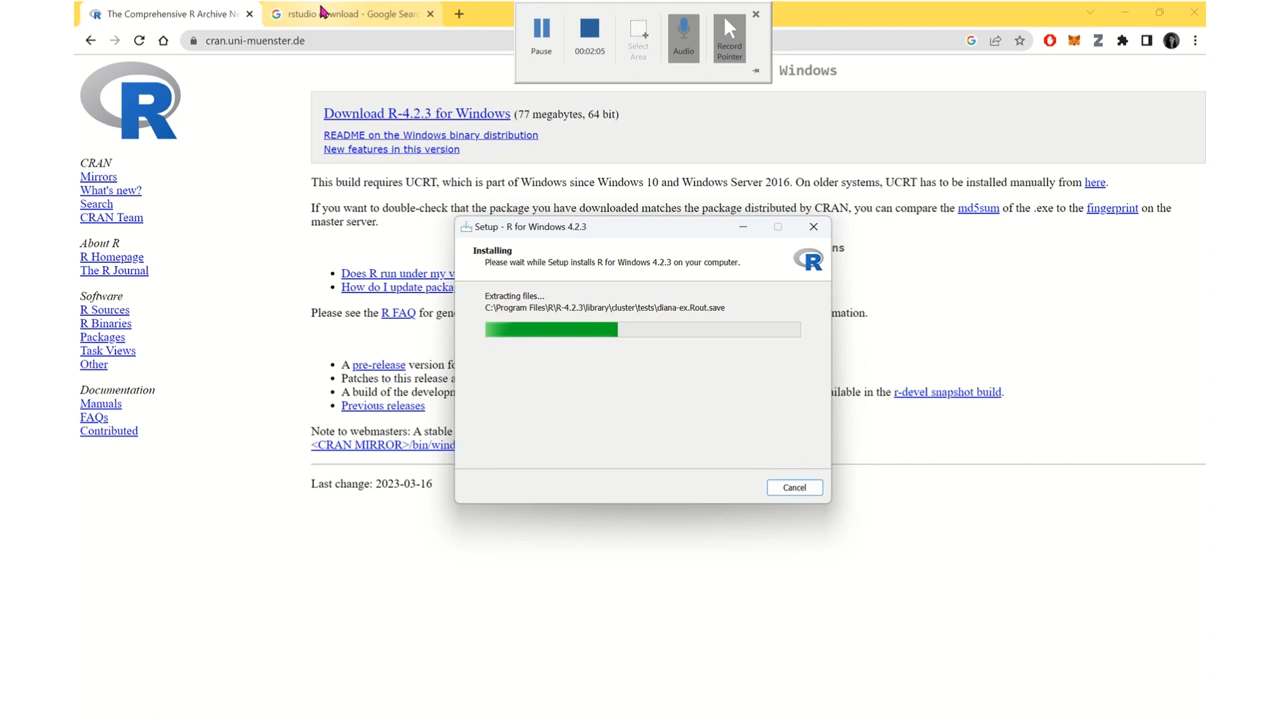 The Comprehensive R Archive N
rstudio download - Google Sear
cran.uni-muenster.de
Pause
00:02:05
Select
Area
Audio
Record
Pointer
R
Windows
Download R-4.2.3 for Windows (77 megabytes, 64 bit)
README on the Windows binary distribution
New features in this version
CRAN
Mirrors
What's new?
Search
CRAN Team
About R
R Homepage
The R Journal
Software
R Sources
R Binaries
Packages
Task Views
Other
Documentation
Manuals
FAQs
Contributed
This build requires UCRT, which is part of Windows since Windows 10 and Windows Server 2016. On older systems, UCRT has to be installed manually from here.
If you want to double-check that the package you have downloaded matches the package distributed by CRAN, you can compare the md5sum of the .exe to the fingerprint on the
master server.
ns
Does R run under my v
How do I update packa
Please see the R FAQ for gen
mation.
A pre-release version fo
Patches to this release a
A build of the developm
ailable in the r-devel snapshot build.
Previous releases
Note to webmasters: A stable
<CRAN MIRROR>/bin/wind
Last change: 2023-03-16
Setup - R for Windows 4.2.3
Installing
Please wait while Setup installs R for Windows 4.2.3 on your computer.
R
Extracting files...
C:\Program Files\R\R-4.2.3\library\cluster\tests\diana-ex.Rout.save
Cancel